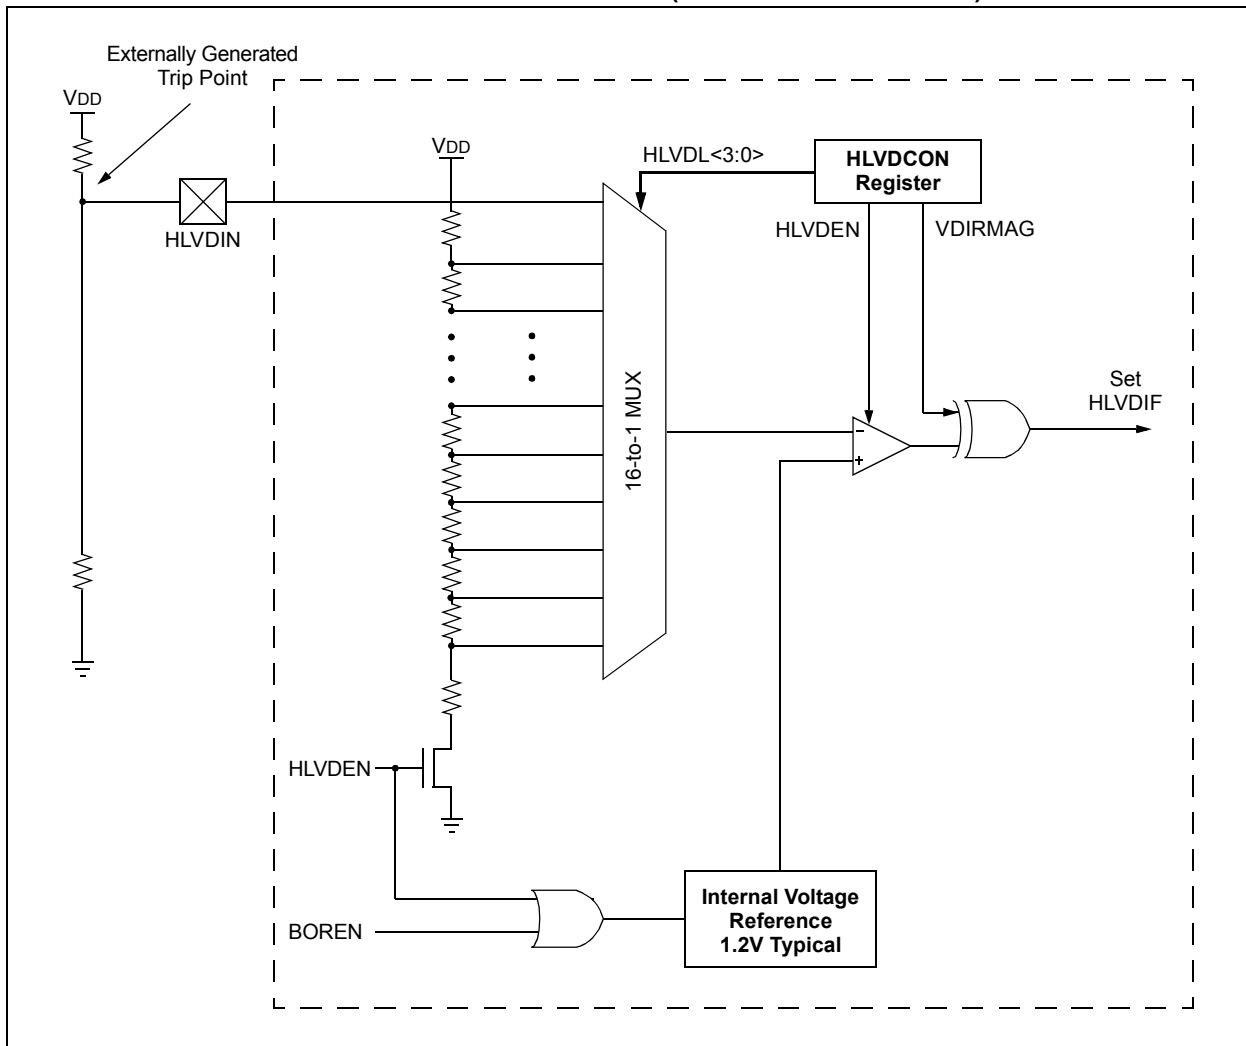 Externally Generated
Trip Point
VDD
VDD
HLVDL<3:0>
HLVDCON
Register
HLVDIN
HLVDEN
VDIRMAG
16-to-1 MUX
Set
HLVDIF
-
+
HLVDEN
BOREN
Internal Voltage
Reference
1.2V Typical